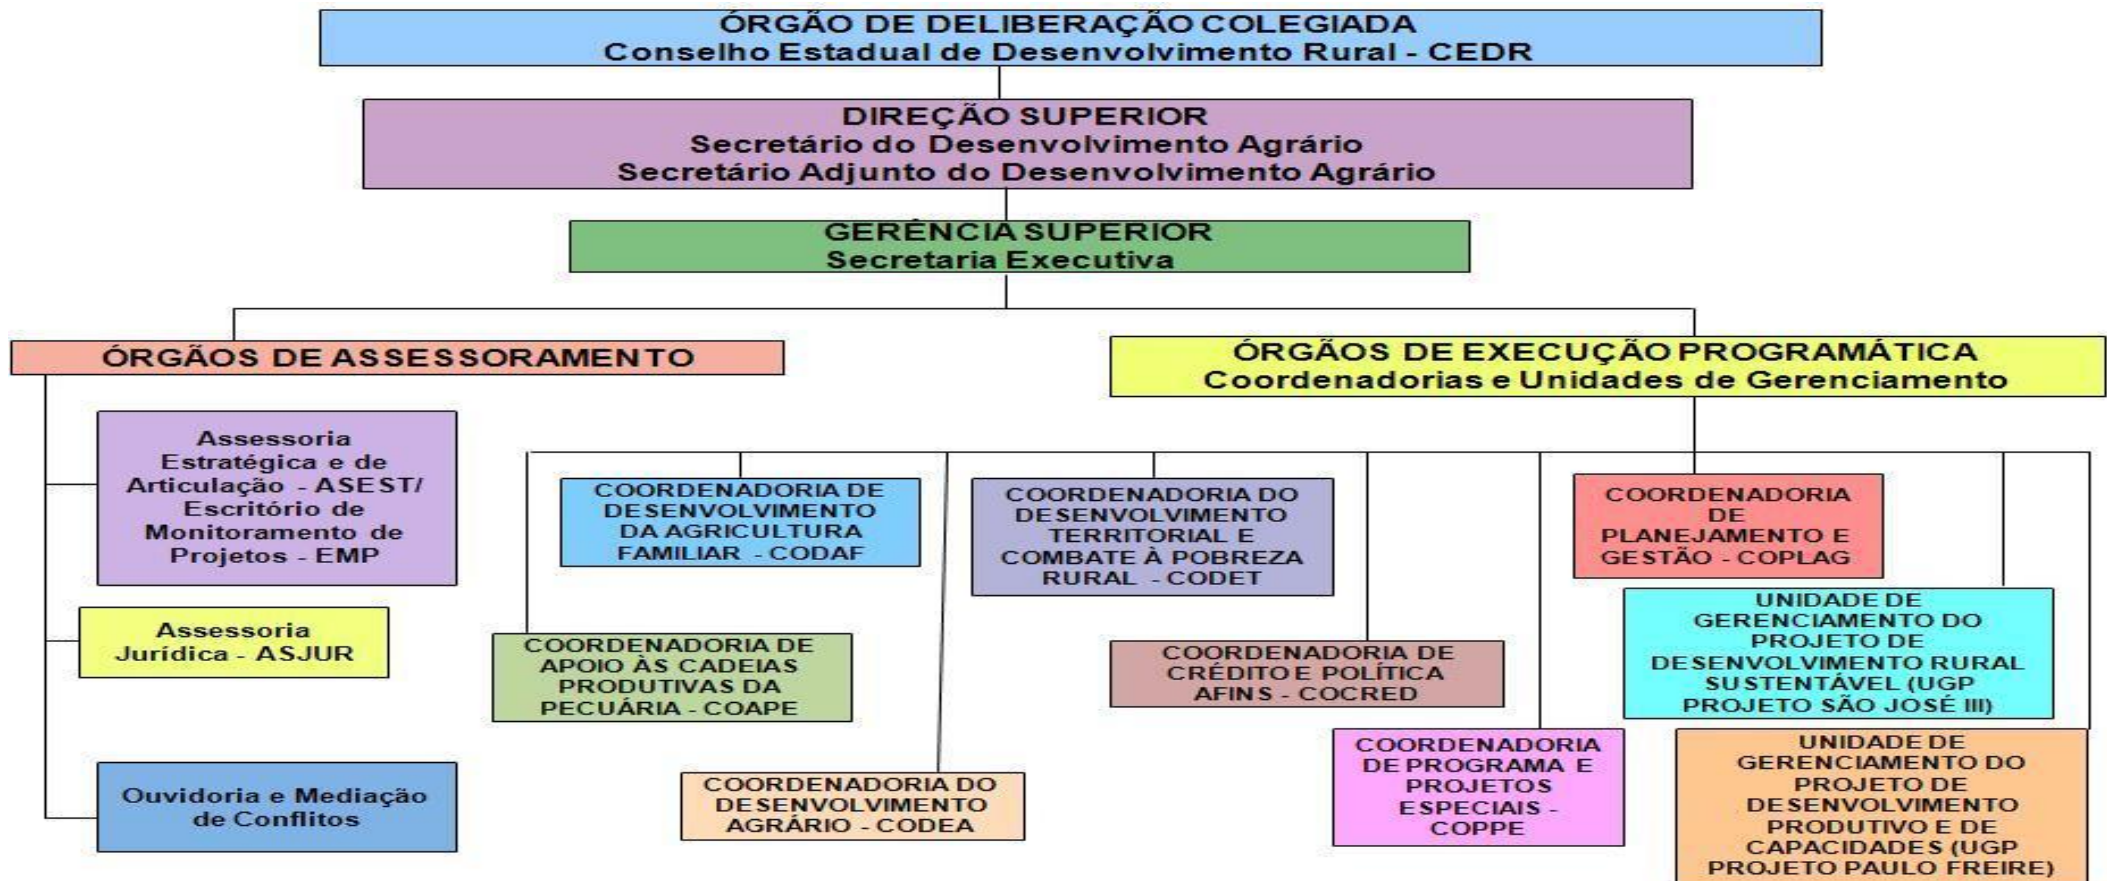 ÓRGÃO DE DELIBERAÇÃO COLEGIADA
Conselho Estadual de Desenvolvimento Rural - CEDR
DIREÇÃO SUPERIOR
Secretário do Desenvolvimento Agrário
Secretário Adjunto do Desenvolvimento Agrário
GERÊNCIA SUPERIOR
Secretaria Executiva
ÓRGÃOS DE ASSESSORAMENTO
ÓRGÃOS DE EXECUÇÃO PROGRAMÁTICA
Coordenadorias e Unidades de Gerenciamento
Assessoria
Estratégica e de
Articulação - ASEST/
Escritório de
Monitoramento de
Projetos - EMP
Assessoria
Jurídica - ASJUR
Ouvidoria e Mediação
de Conflitos
COORDENADORIA DE
DESENVOLVIMENTO
DA AGRICULTURA
FAMILIAR - CODAF
COORDENADORIA DO
DESENVOLVIMENTO
TERRITORIAL E
COMBATE À POBREZA
RURAL - CODET
COORDENADORIA
DE
PLANEJAMENTO E
GESTÃO - COPLAG
COORDENADORIA DE
APOIO ÀS CADEIAS
PRODUTIVAS DA
PECUÁRIA - COAPE
COORDENADORIA DE
CRÉDITO E POLÍTICA
AFINS - COCRED
UNIDADE DE
GERENCIAMENTO DO
PROJETO DE
DESENVOLVIMENTO RURAL
SUSTENTÁVEL (UGP
PROJETO SÃO JOSÉ III)
COORDENADORIA DO
DESENVOLVIMENTO
AGRÁRIO - CODEA
COORDENADORIA
DE PROGRAMA E
PROJETOS
ESPECIAIS -
COPPE
UNIDADE DE
GERENCIAMENTO DO
PROJETO DE
DESENVOLVIMENTO
PRODUTIVO E DE
CAPACIDADES (UGP
PROJETO PAULO FREIRE)